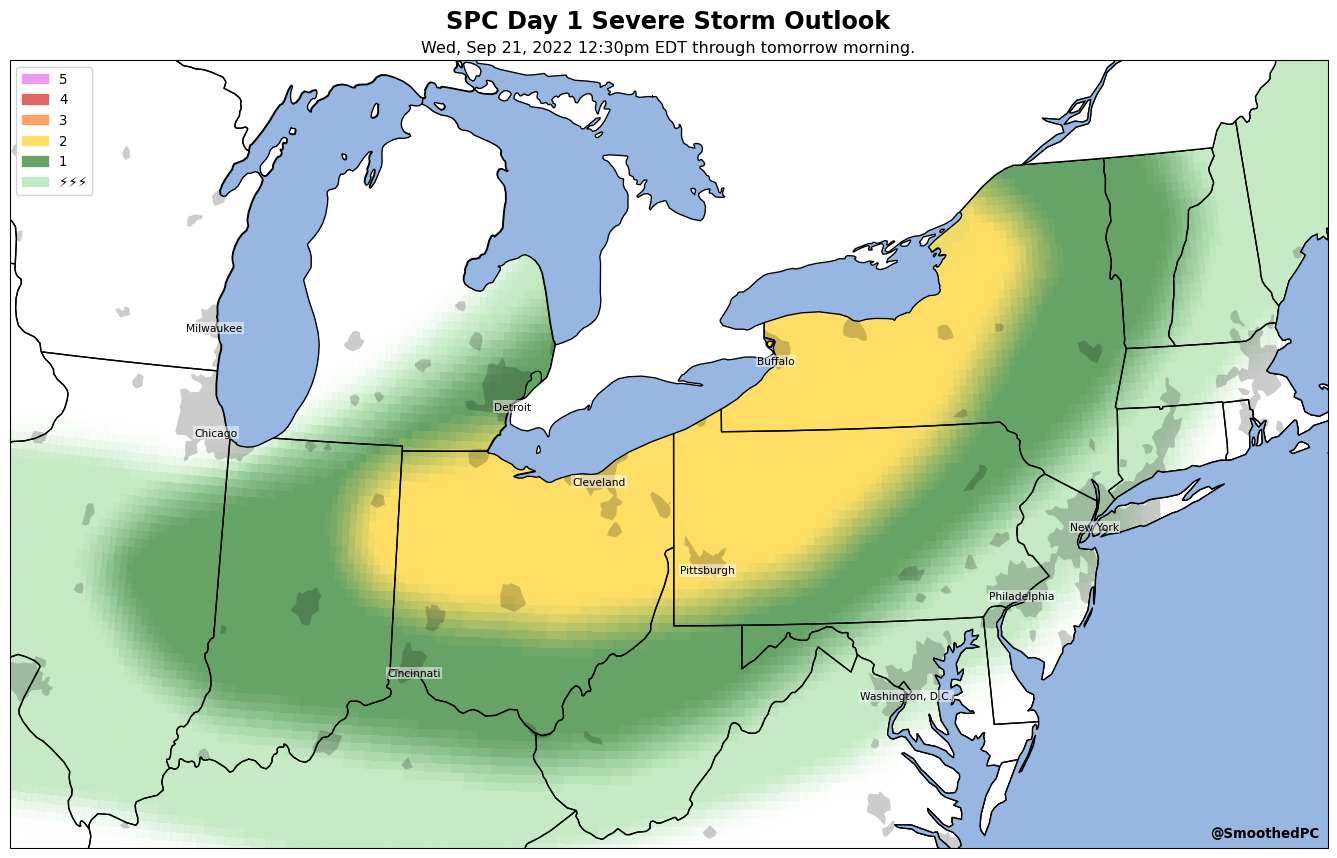 SPC Day 1 Severe Storm Outlook
Wed, Sep 21, 2022 12:30pm EDT through tomorrow morning.
5
4
3
2
1
⚡⚡⚡
Milwaukee
Buffalo
Detroit
Chicago
Cleveland
New York
Pittsburgh
Philadelphia
Cincinnati
Washington, D.C.
@SmoothedPC